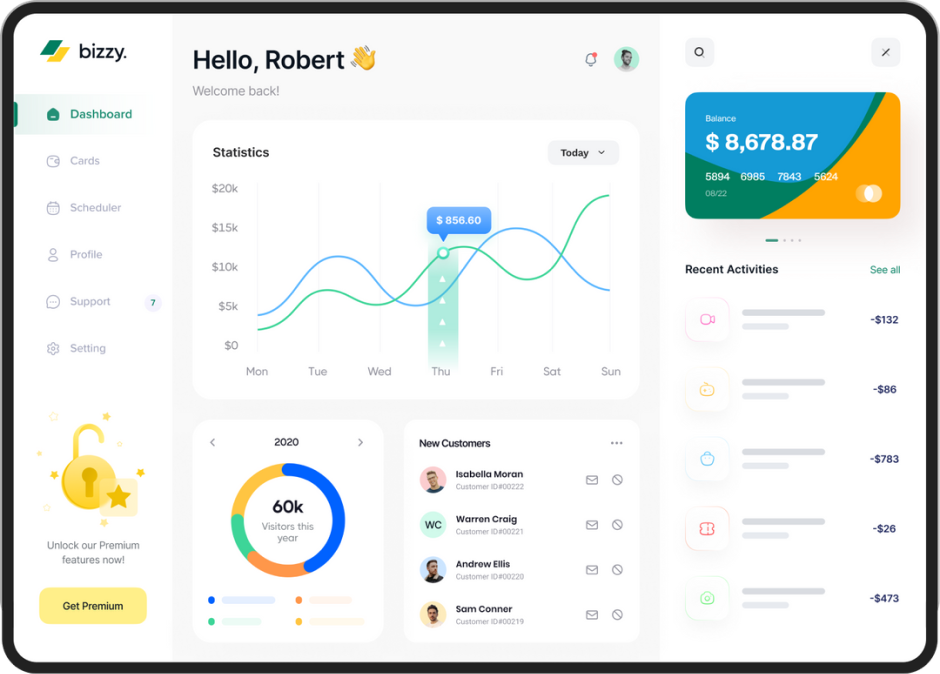 bizzy.
Dashboard
Cards
Scheduler
Profile
Support 7
Setting
Unlock our Premium
features now!
Get Premium
Hello, Robert 👋
Welcome back!
Statistics
Today
$20k
$15k
$10k
$5k
$0
$ 856.60
Mon Tue Wed Thu Fri Sat Sun
2020
60k
Visitors this
year
New Customers
Isabella Moran
Customer ID#00222
WC
Warren Craig
Customer ID#00221
Andrew Ellis
Customer ID#00220
Sam Conner
Customer ID#00219
Balance
$ 8,678.87
5894 6985 7843 5624
08/22
Recent Activities See all
-$132
-$86
-$783
-$26
-$473